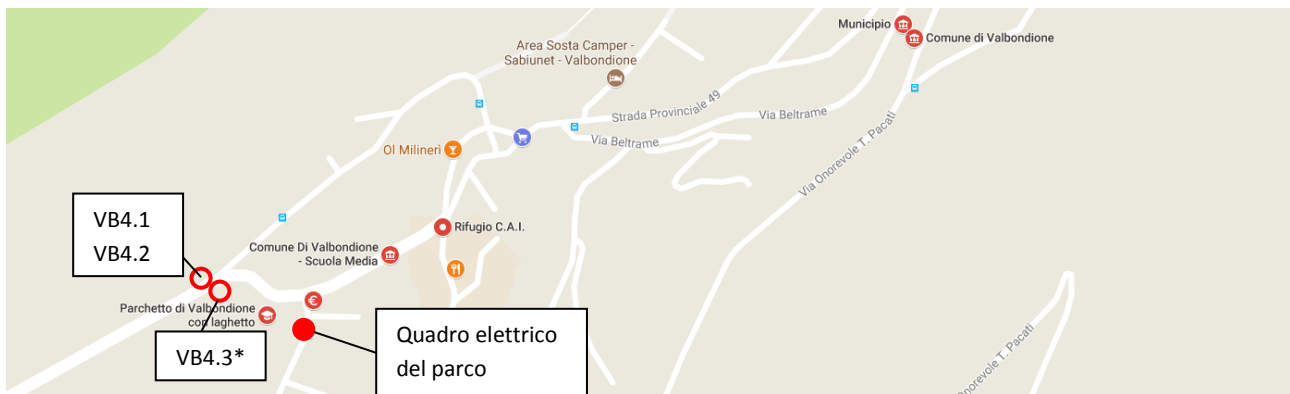 Municipio
Comune di Valbondione
Area Sosta Camper -
Sabiunet - Valbondione
Strada Provinciale 49
Via Beltrame
Via Beltrame
Ol Milinerì
Via Onorevole T. Pacati
VB4.1
VB4.2
Rifugio C.A.I.
Comune Di Valbondione
- Scuola Media
€
Parchetto di Valbondione
con laghetto
VB4.3*
Quadro elettrico
del parco
onorevole T. Pacati